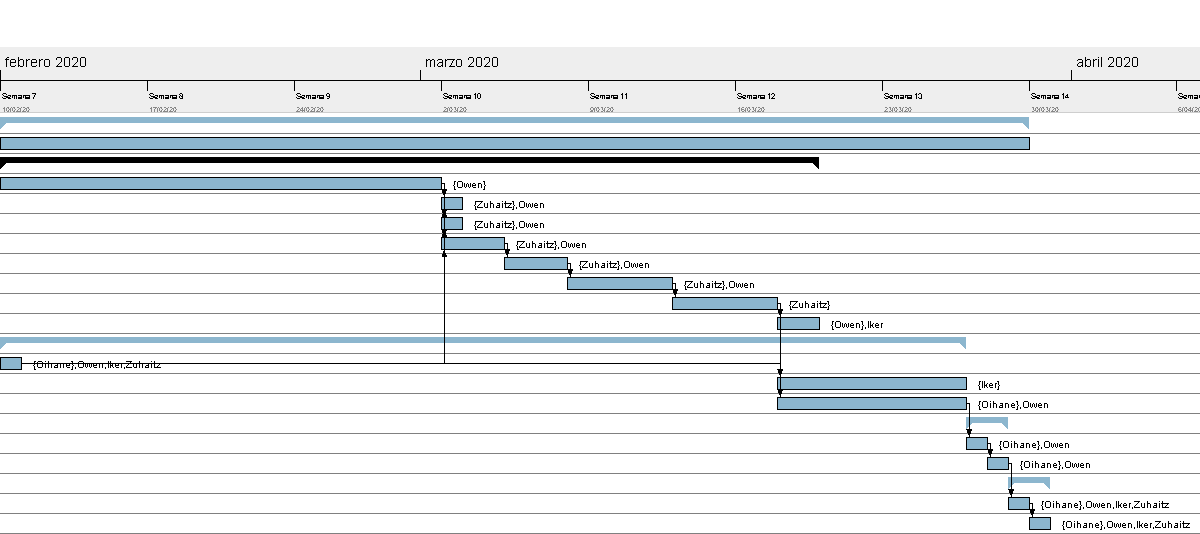 febrero 2020 marzo 2020 abril 2020
Semana 7 Semana 8 Semana 9 Semana 10 Semana 11 Semana 12 Semana 13 Semana 14
10/02/20 17/02/20 24/02/20 2/03/20 9/03/20 16/03/20 23/03/20 30/03/20 6/04/20
{Owen}
{Zuhaitz},Owen
{Zuhaitz},Owen
{Zuhaitz},Owen
{Zuhaitz},Owen
{Zuhaitz},Owen
{Zuhaitz}
{Owen},Iker
{Oihane},Owen,Iker,Zuhaitz
{Iker}
{Oihane},Owen
{Oihane},Owen
{Oihane},Owen
{Oihane},Owen,Iker,Zuhaitz
{Oihane},Owen,Iker,Zuhaitz